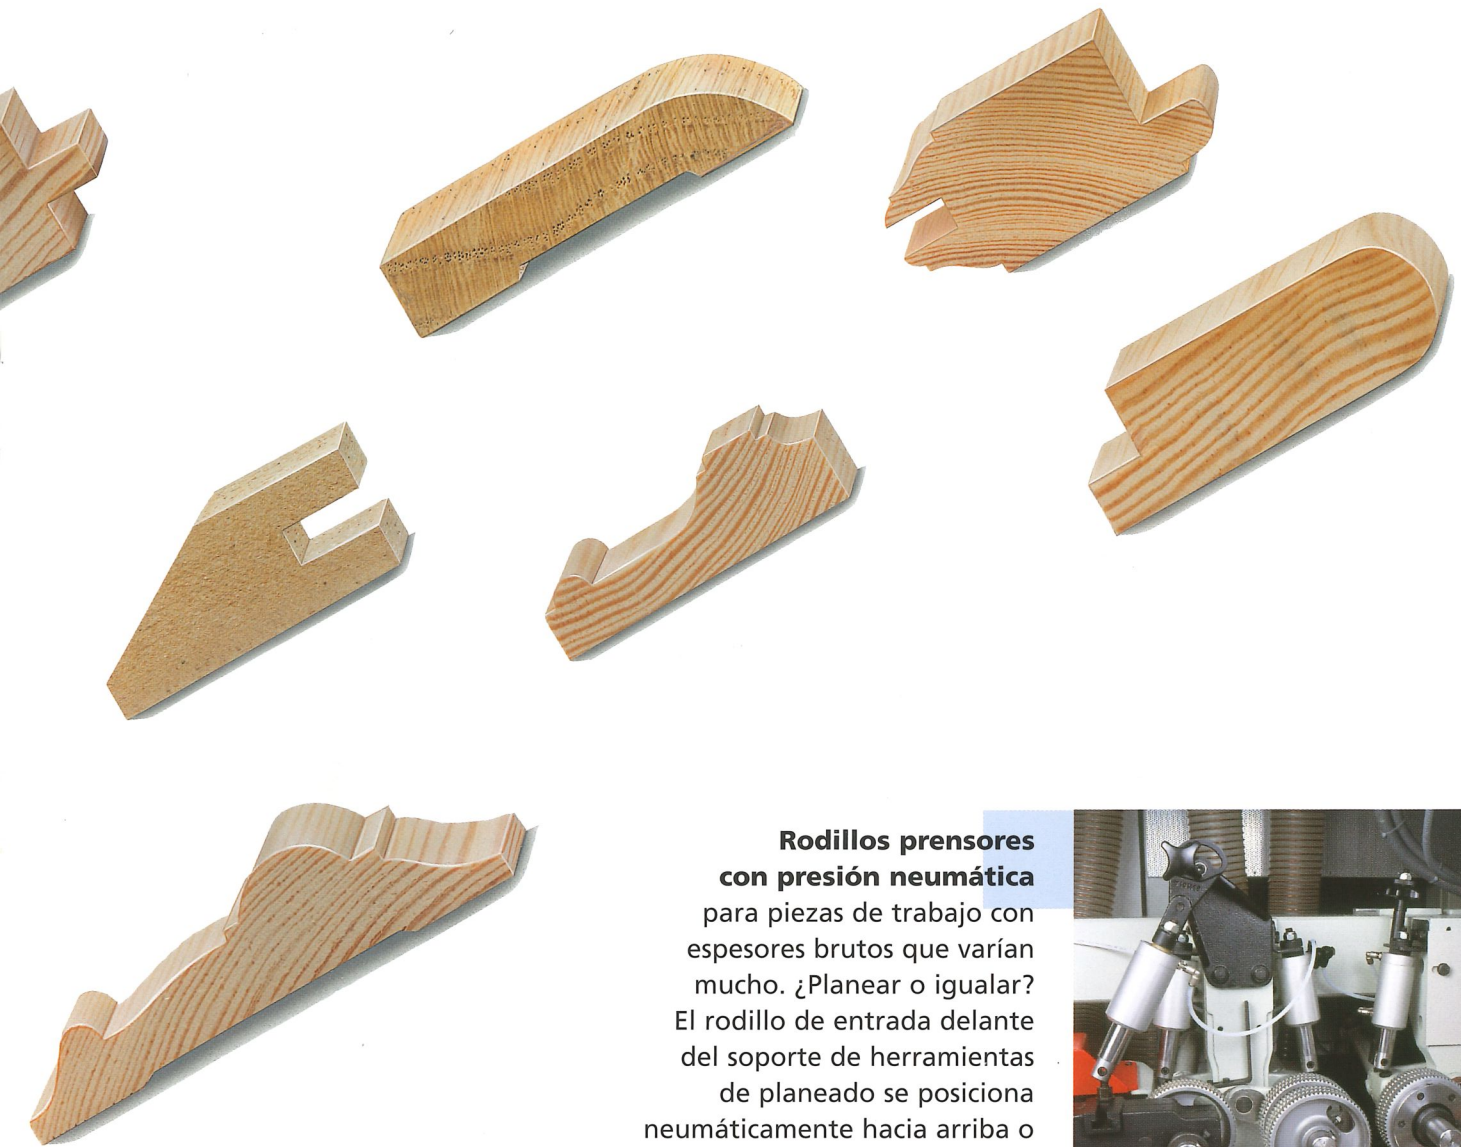 Rodillos prensores
con presión neumática
para piezas de trabajo con
espesores brutos que varían
mucho. ¿Planear o igualar?
El rodillo de entrada delante
del soporte de herramientas
de planeado se posiciona
neumáticamente hacia arriba o